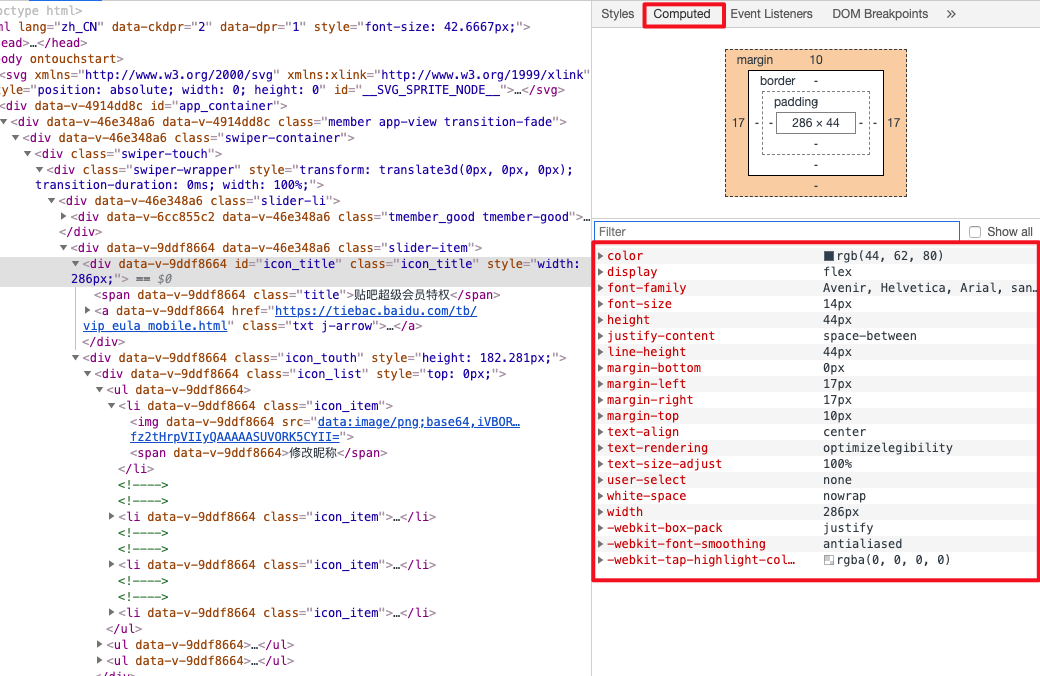 octype html>
ml lang="zh_CN" data-ckdpr="2" data-dpr="1" style="font-size: 42.6667px;">
ead>…</head>
ody ontouchstart>
<svg xmlns="http://www.w3.org/2000/svg" xmlns:xlink="http://www.w3.org/1999/xlink"
tyle="position: absolute; width: 0; height: 0" id="__SVG_SPRITE_NODE__">…</svg>
<div data-v-4914dd8c id="app_container">
<div data-v-46e348a6 data-v-4914dd8c class="member app-view transition-fade">
<div data-v-46e348a6 class="swiper-container">
<div class="swiper-touch">
<div class="swiper-wrapper" style="transform: translate3d(0px, 0px, 0px);
transition-duration: 0ms; width: 100%;">
<div data-v-46e348a6 class="slider-li">
<div data-v-6cc855c2 data-v-46e348a6 class="tmember_good tmember-good">…
</div>
<div data-v-9ddf8664 data-v-46e348a6 class="slider-item">
<div data-v-9ddf8664 id="icon_title" class="icon_title" style="width:
286px;"> == $0
<span data-v-9ddf8664 class="title">贴吧超级会员特权</span>
<a data-v-9ddf8664 href="https://tiebac.baidu.com/tb/
vip_eula_mobile.html" class="txt j-arrow">…</a>
</div>
<div data-v-9ddf8664 class="icon_touth" style="height: 182.281px;">
<div data-v-9ddf8664 class="icon_list" style="top: 0px;">
<ul data-v-9ddf8664>
<li data-v-9ddf8664 class="icon_item">
<img data-v-9ddf8664 src="data:image/png;base64,iVBOR…
fz2tHrpVIIyQAAAAASUVORK5CYII=">
<span data-v-9ddf8664>修改昵称</span>
</li>
<!---->
<!---->
<li data-v-9ddf8664 class="icon_item">…</li>
<!---->
<!---->
<li data-v-9ddf8664 class="icon_item">…</li>
<!---->
<!---->
<li data-v-9ddf8664 class="icon_item">…</li>
</ul>
<ul data-v-9ddf8664>…</ul>
<ul data-v-9ddf8664>…</ul>
</div>
Styles Computed Event Listeners DOM Breakpoints »
margin 10
border -
padding
17 - - 286 × 44 - - 17
-
-
-
Filter Show all
color rgb(44, 62, 80)
display flex
font-family Avenir, Helvetica, Arial, san…
font-size 14px
height 44px
justify-content space-between
line-height 44px
margin-bottom 0px
margin-left 17px
margin-right 17px
margin-top 10px
text-align center
text-rendering optimizelegibility
text-size-adjust 100%
user-select none
white-space nowrap
width 286px
-webkit-box-pack justify
-webkit-font-smoothing antialiased
-webkit-tap-highlight-col… rgba(0, 0, 0, 0)